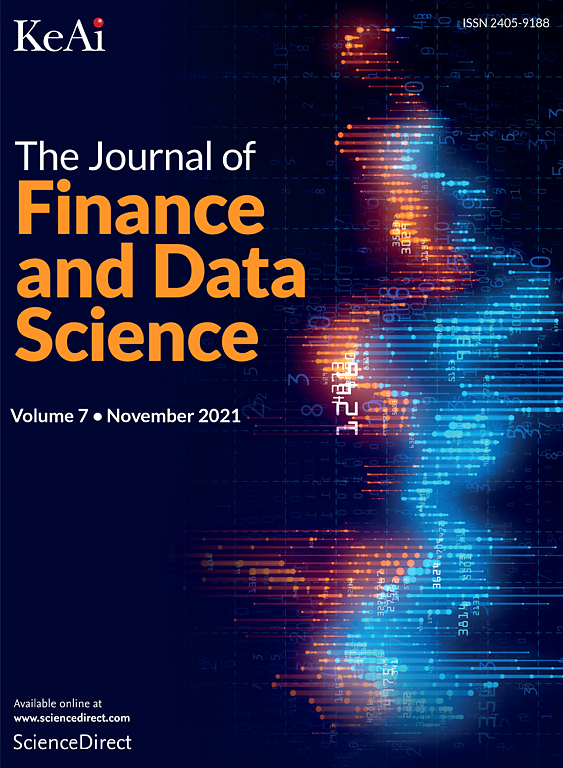 KeAi
ISSN 2405-9188
The Journal of
Finance
and Data
Science
Volume 7 ● November 2021
Available online at
www.sciencedirect.com
ScienceDirect